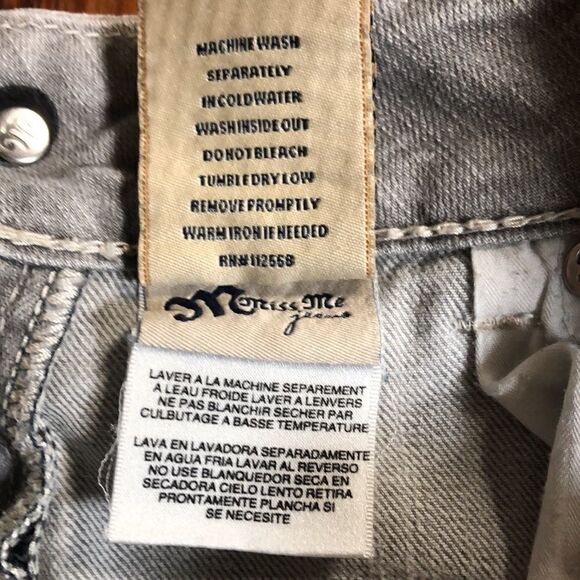 MACHINE WASH
SEPARATELY
IN COLD WATER
WASH INSIDE OUT
DO NOT BLEACH
TUMBLE DRY LOW
REMOVE PROMPTLY
WARM IRON IF NEEDED
RN#112558
Miss Me
jeans
LAVER A LA MACHINE SEPAREMENT
A LEAU FROIDE LAVER A LENVERS
NE PAS BLANCHIR SECHER PAR
CULBUTAGE A BASSE TEMPERATURE
LAVA EN LAVADORA SEPARADAMENTE
EN AGUA FRIA LAVAR AL REVERSO
NO USE BLANQUEDOR SECA EN
SECADORA CIELO LENTO RETIRA
PRONTAMENTE PLANCHA SI
SE NECESITE